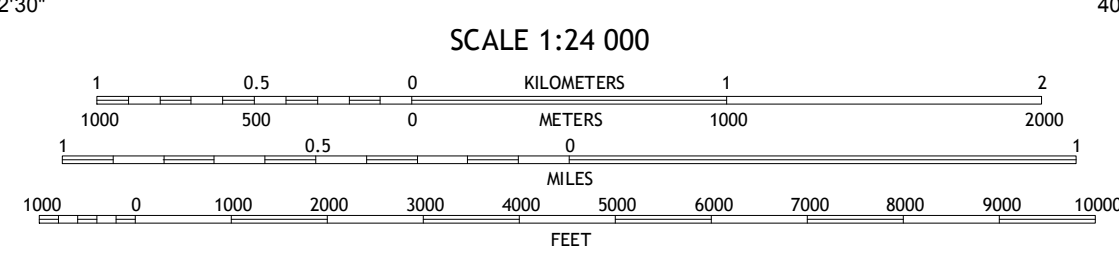 2'30" 40
SCALE 1:24 000
1 0.5 0 KILOMETERS 1 2
1000 500 0 METERS 1000 2000
1 0.5 0 1
MILES
1000 0 1000 2000 3000 4000 5000 6000 7000 8000 9000 10000
FEET